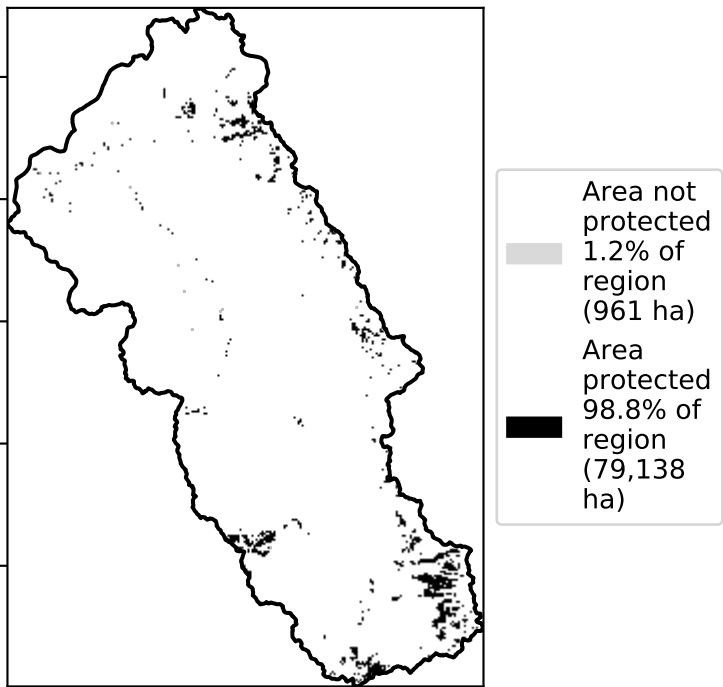 Area not
protected
1.2% of
region
(961 ha)
Area
protected
98.8% of
region
(79,138
ha)